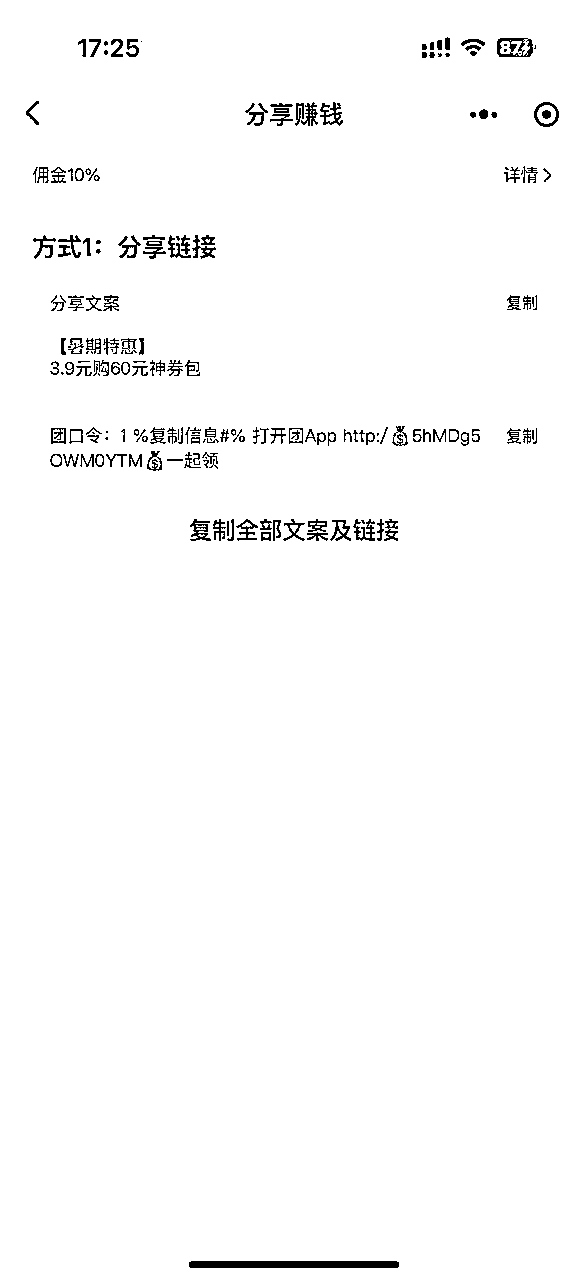 17:25
87
分享赚钱
佣金10%
详情
方式1：分享链接
分享文案
复制
【暑期特惠】
3.9元购60元神券包
团口令：1 %复制信息#% 打开团App http:/💰5hMDg5
复制
OWM0YTM💰一起领
复制全部文案及链接